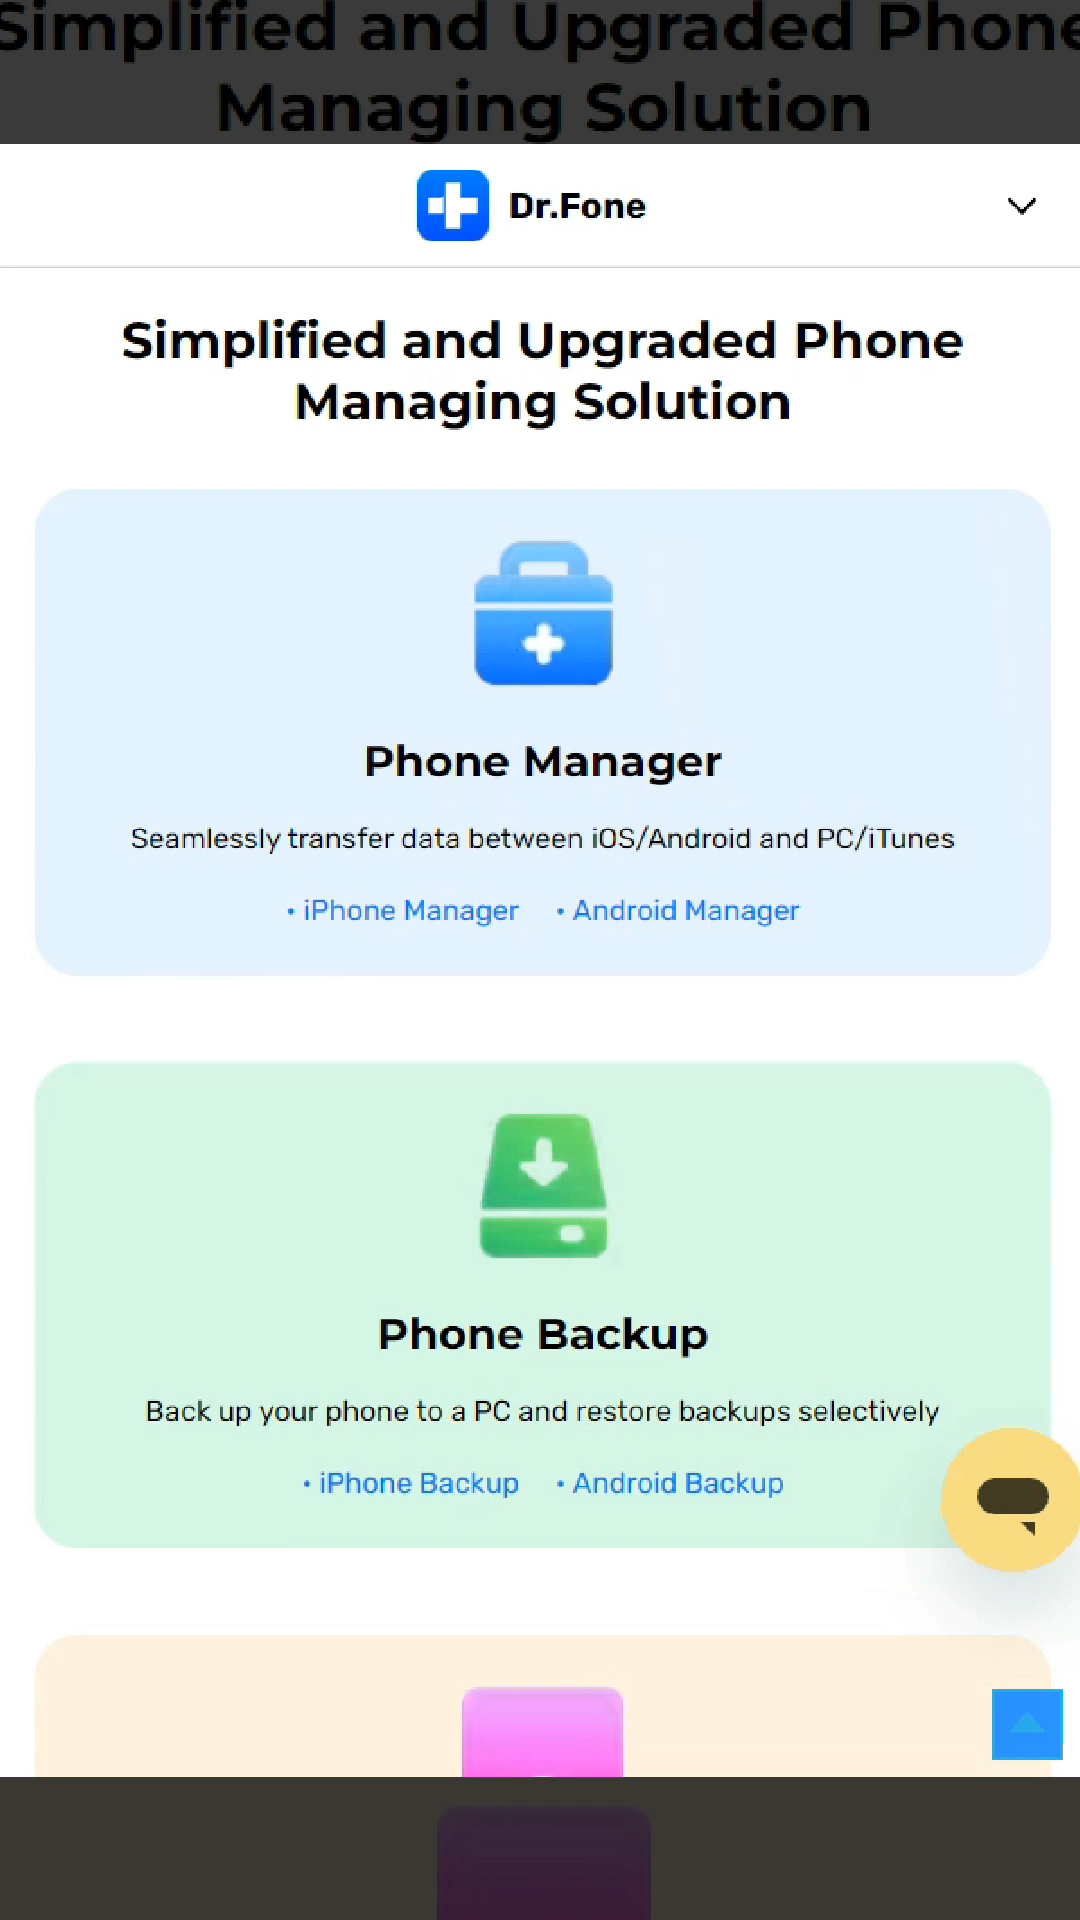 Simplified and Upgraded Phone
Managing Solution
Dr.Fone
Simplified and Upgraded Phone
Managing Solution
Phone Manager
Seamlessly transfer data between iOS/Android and PC/iTunes
• iPhone Manager • Android Manager
Phone Backup
Back up your phone to a PC and restore backups selectively
• iPhone Backup • Android Backup